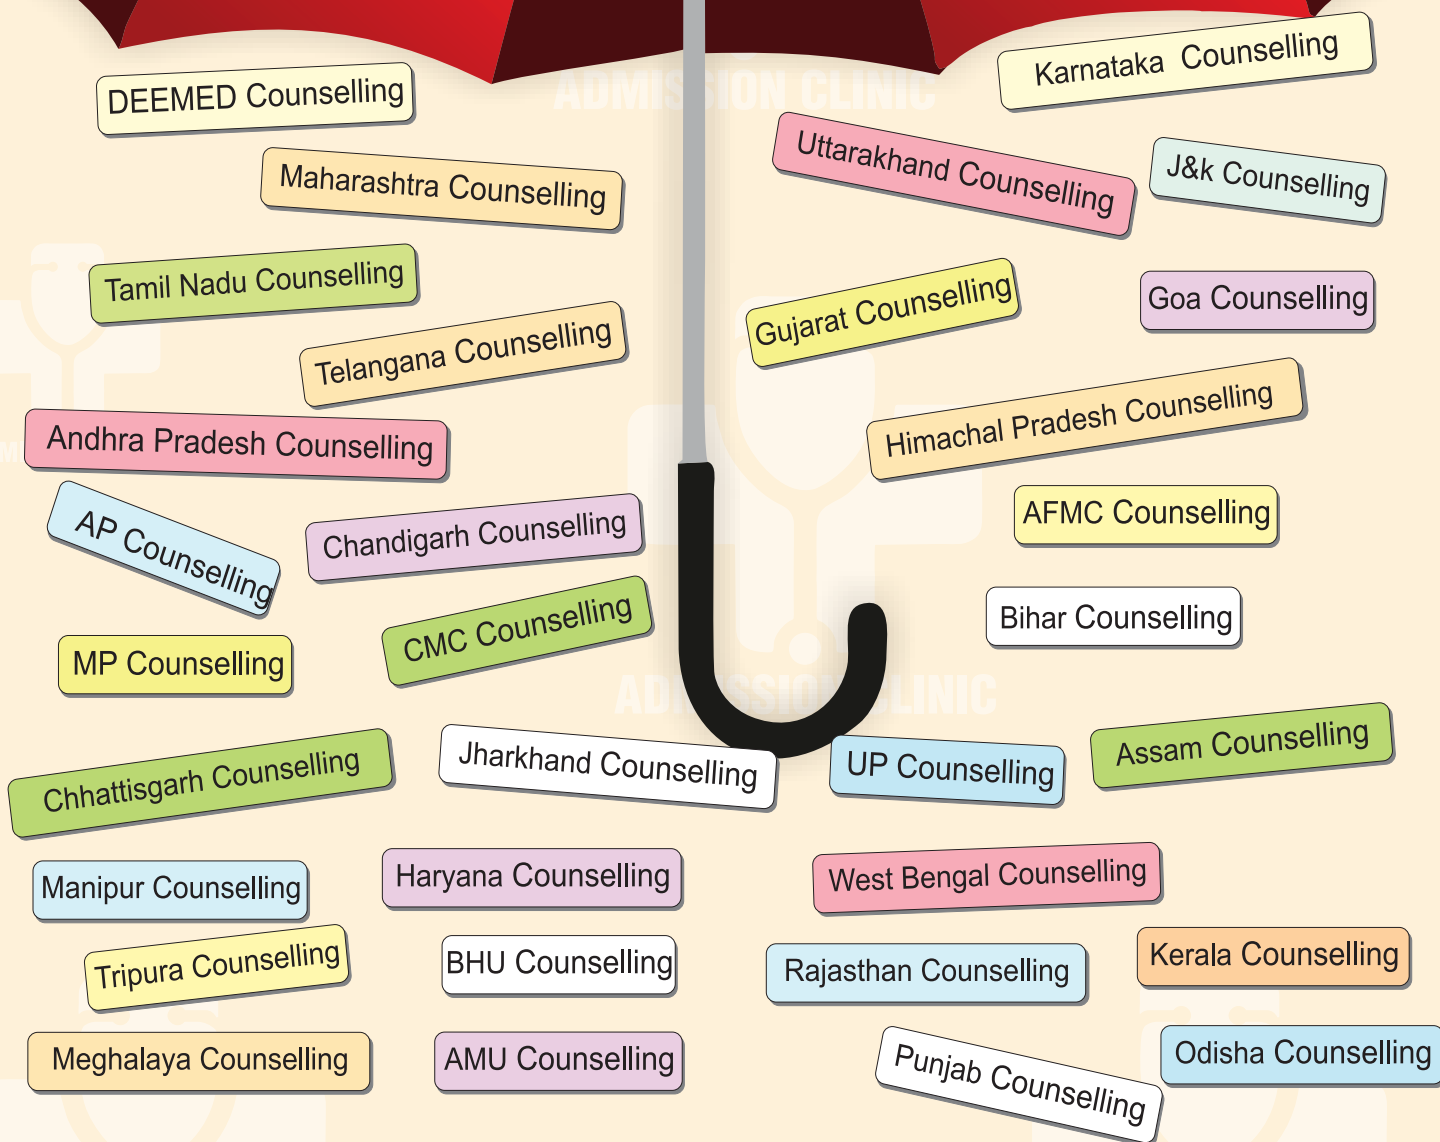 ADMISSION CLINIC
DEEMED Counselling
Karnataka Counselling
Maharashtra Counselling
Uttarakhand Counselling
J&k Counselling
Tamil Nadu Counselling
Gujarat Counselling
Goa Counselling
Telangana Counselling
Himachal Pradesh Counselling
Andhra Pradesh Counselling
AP Counselling
Chandigarh Counselling
AFMC Counselling
CMC Counselling
Bihar Counselling
MP Counselling
Chhattisgarh Counselling
Jharkhand Counselling
UP Counselling
Assam Counselling
Manipur Counselling
Haryana Counselling
West Bengal Counselling
Tripura Counselling
BHU Counselling
Rajasthan Counselling
Kerala Counselling
Meghalaya Counselling
AMU Counselling
Punjab Counselling
Odisha Counselling